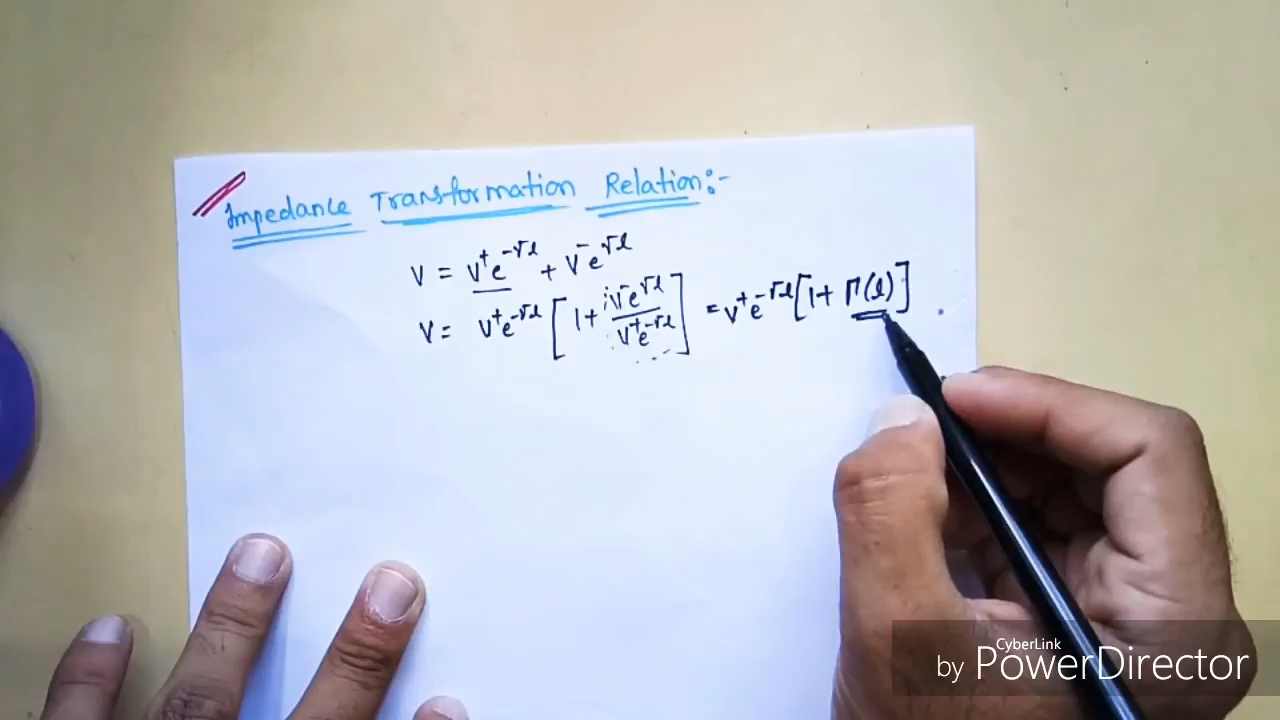 Impedance Transformation Relation:-
V = V⁺e^-γl + V⁻e^γl
V = V⁺e^-γl [1 + V⁻e^γl / V⁺e^-γl] = V⁺e^-γl [1 + Γ(l)]
CyberLink
by PowerDirector